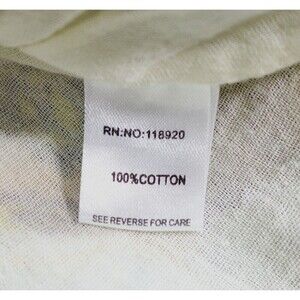 RN:NO:118920
100%COTTON
SEE REVERSE FOR CARE